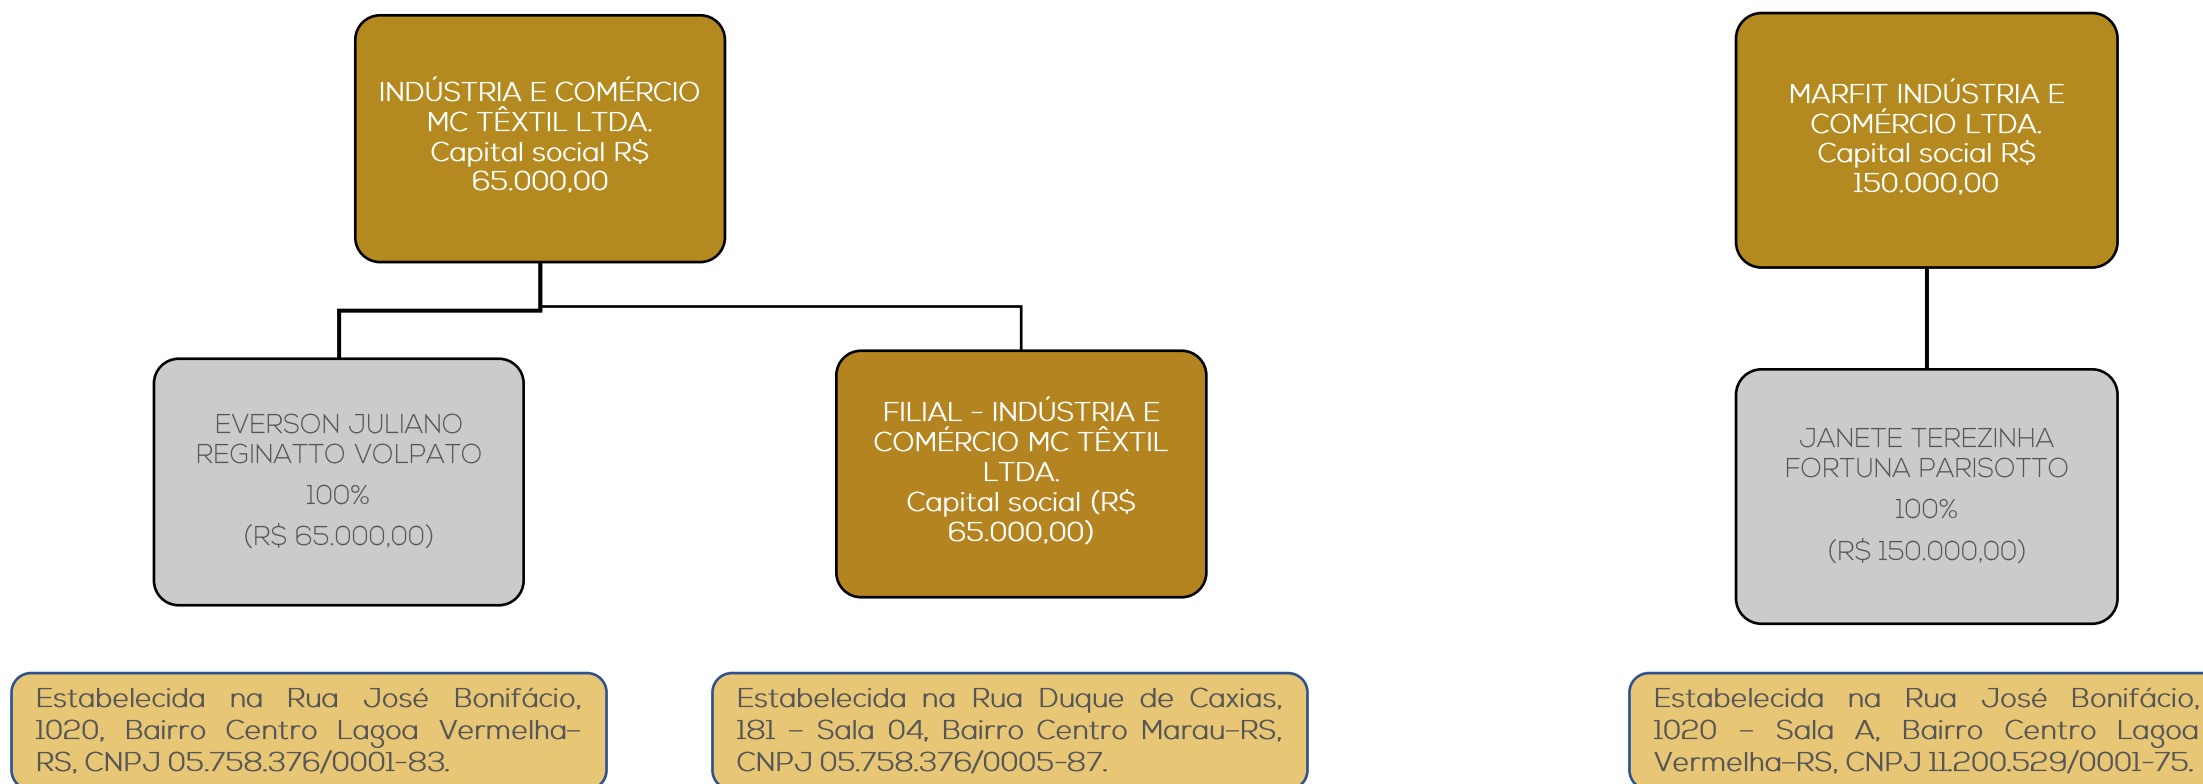 INDÚSTRIA E COMÉRCIO
MC TÊXTIL LTDA.
Capital social R$
65.000,00
MARFIT INDÚSTRIA E
COMÉRCIO LTDA.
Capital social R$
150.000,00
EVERSON JULIANO
REGINATTO VOLPATO
100%
(R$ 65.000,00)
FILIAL - INDÚSTRIA E
COMÉRCIO MC TÊXTIL
LTDA.
Capital social (R$
65.000,00)
JANETE TEREZINHA
FORTUNA PARISOTTO
100%
(R$ 150.000,00)
Estabelecida na Rua José Bonifácio,
1020, Bairro Centro Lagoa Vermelha–
RS, CNPJ 05.758.376/0001-83.
Estabelecida na Rua Duque de Caxias,
181 – Sala 04, Bairro Centro Marau–RS,
CNPJ 05.758.376/0005-87.
Estabelecida na Rua José Bonifácio,
1020 – Sala A, Bairro Centro Lagoa
Vermelha–RS, CNPJ 11.200.529/0001-75.